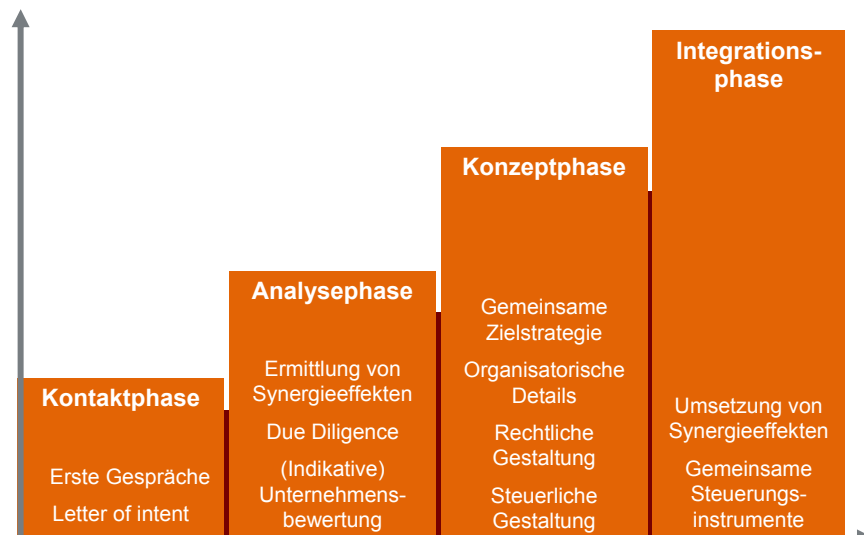 Kontaktphase
Erste Gespräche
Letter of intent
Analysephase
Ermittlung von
Synergieeffekten
Due Diligence
(Indikative)
Unternehmens-
bewertung
Konzeptphase
Gemeinsame
Zielstrategie
Organisatorische
Details
Rechtliche
Gestaltung
Steuerliche
Gestaltung
Integrations-
phase
Umsetzung von
Synergieeffekten
Gemeinsame
Steuerungs-
instrumente